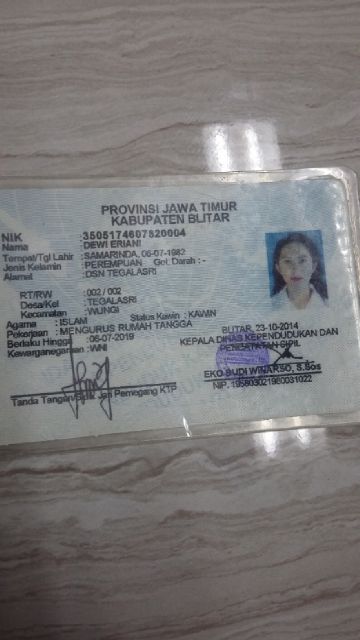 PROVINSI JAWA TIMUR
KABUPATEN BLITAR
NIK : 3505174607820004
Nama : DEWI ERIANI
Tempat/Tgl Lahir : SAMARINDA, 06-07-1982
Jenis Kelamin : PEREMPUAN Gol. Darah : -
Alamat : DSN TEGALASRI
RT/RW : 002 / 002
Desa/Kel : TEGALASRI
Kecamatan : WLINGI
Agama : ISLAM Status Kawin : KAWIN
Pekerjaan : MENGURUS RUMAH TANGGA
Berlaku Hingga : 06-07-2019
Kewarganegaraan : WNI
BLITAR, 23-10-2014
KEPALA DINAS KEPENDUDUKAN DAN
PENCATATAN SIPIL
EKO BUDI WINARSO, S.Sos
NIP. 195803021980031022
Tanda Tangan/Sidik Jari Pemegang KTP